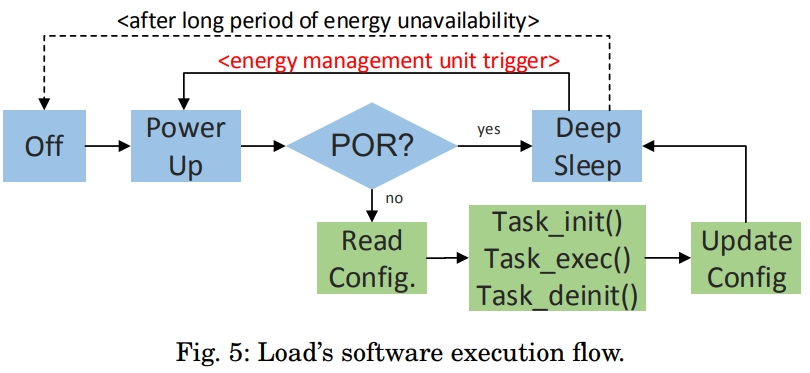 <after long period of energy unavailability>
<energy management unit trigger>
Off
Power
Up
POR?
yes
Deep
Sleep
no
Read
Config.
Task_init()
Task_exec()
Task_deinit()
Update
Config
Fig. 5: Load's software execution flow.